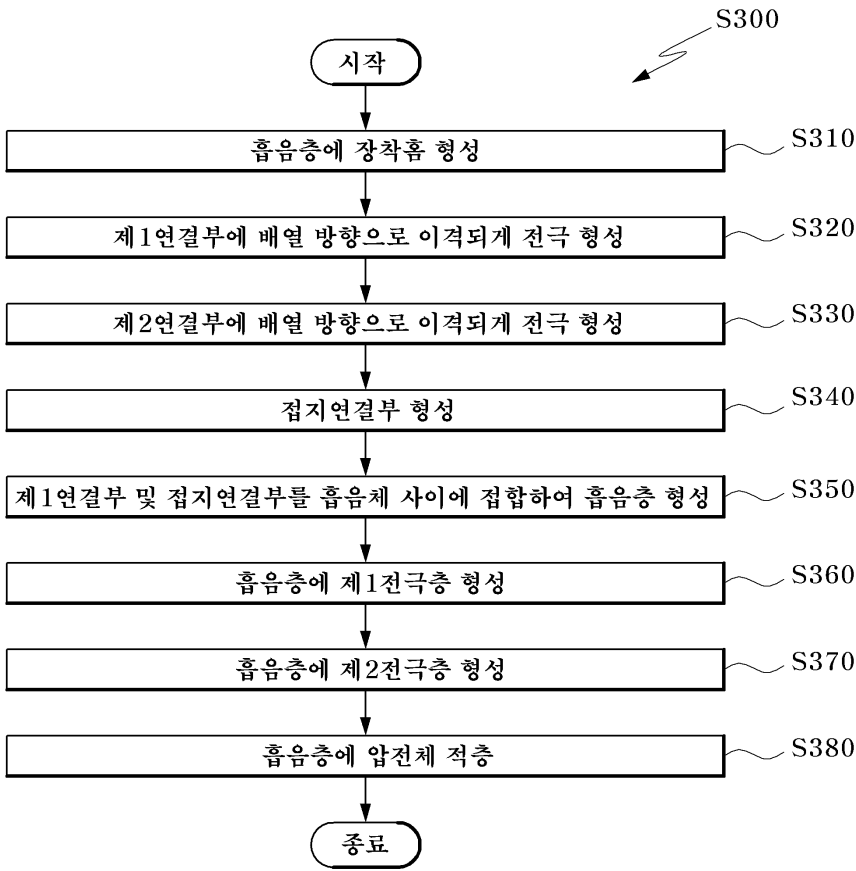 S300
시작
흡음층에 장착홈 형성
S310
제1연결부에 배열 방향으로 이격되게 전극 형성
S320
제2연결부에 배열 방향으로 이격되게 전극 형성
S330
접지연결부 형성
S340
제1연결부 및 접지연결부를 흡음체 사이에 접합하여 흡음층 형성
S350
흡음층에 제1전극층 형성
S360
흡음층에 제2전극층 형성
S370
흡음층에 압전체 적층
S380
종료